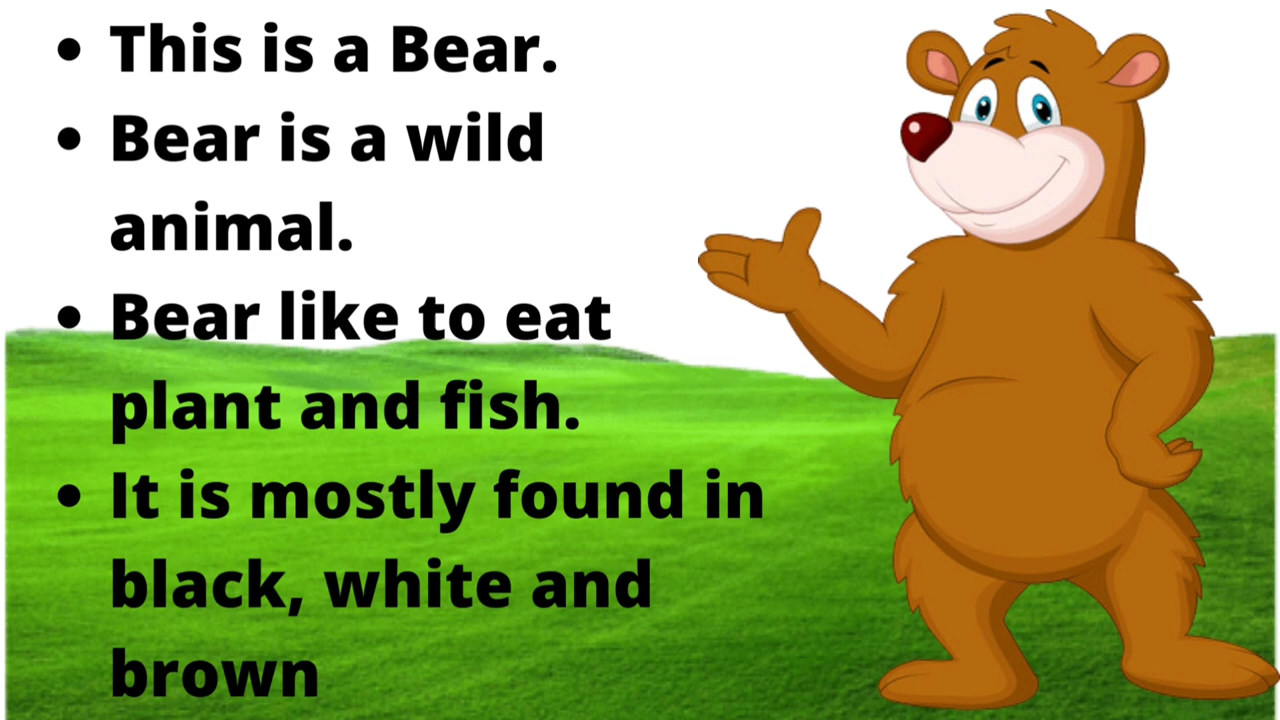 • This is a Bear.
• Bear is a wild
animal.
• Bear like to eat
plant and fish.
• It is mostly found in
black, white and
brown